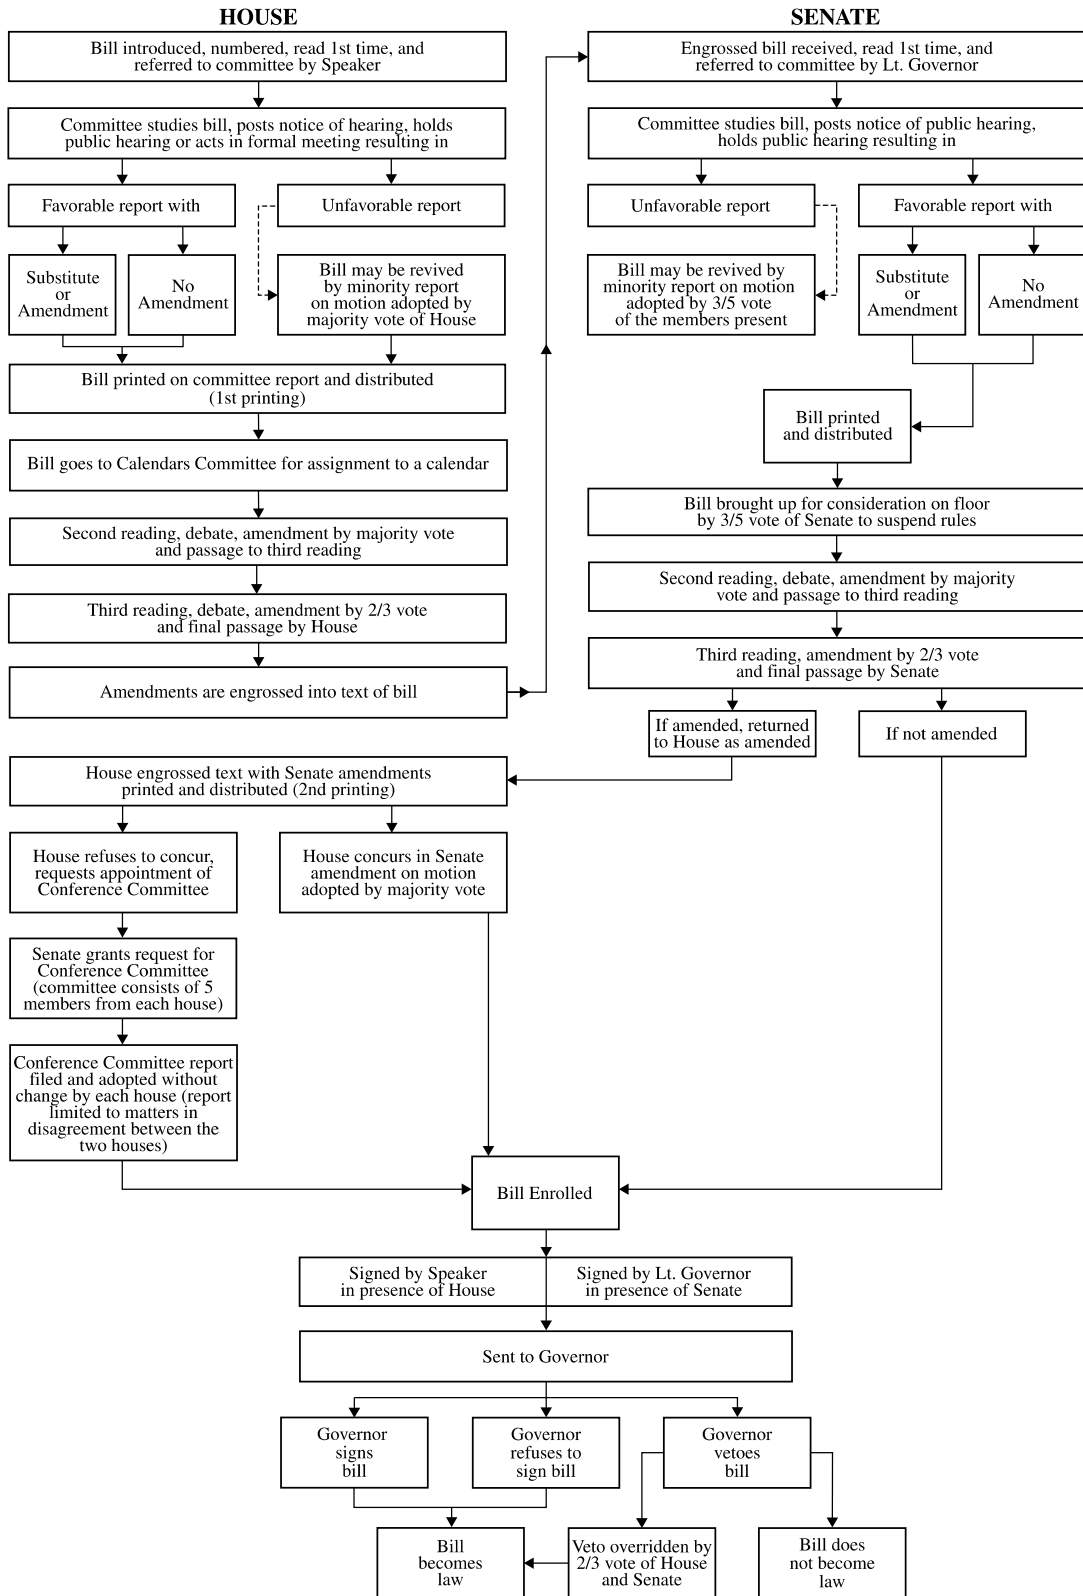 HOUSE
Bill introduced, numbered, read 1st time, and
referred to committee by Speaker
Committee studies bill, posts notice of hearing, holds
public hearing or acts in formal meeting resulting in
Favorable report with
Unfavorable report
Substitute
or
Amendment
No
Amendment
Bill may be revived
by minority report
on motion adopted by
majority vote of House
Bill printed on committee report and distributed
(1st printing)
Bill goes to Calendars Committee for assignment to a calendar
Second reading, debate, amendment by majority vote
and passage to third reading
Third reading, debate, amendment by 2/3 vote
and final passage by House
Amendments are engrossed into text of bill
SENATE
Engrossed bill received, read 1st time, and
referred to committee by Lt. Governor
Committee studies bill, posts notice of public hearing,
holds public hearing resulting in
Unfavorable report
Favorable report with
Bill may be revived by
minority report on motion
adopted by 3/5 vote
of the members present
Substitute
or
Amendment
No
Amendment
Bill printed
and distributed
Bill brought up for consideration on floor
by 3/5 vote of Senate to suspend rules
Second reading, debate, amendment by majority
vote and passage to third reading
Third reading, amendment by 2/3 vote
and final passage by Senate
If amended, returned
to House as amended
If not amended
House engrossed text with Senate amendments
printed and distributed (2nd printing)
House refuses to concur,
requests appointment of
Conference Committee
House concurs in Senate
amendment on motion
adopted by majority vote
Senate grants request for
Conference Committee
(committee consists of 5
members from each house)
Conference Committee report
filed and adopted without
change by each house (report
limited to matters in
disagreement between the
two houses)
Bill Enrolled
Signed by Speaker
in presence of House
Signed by Lt. Governor
in presence of Senate
Sent to Governor
Governor
signs
bill
Governor
refuses to
sign bill
Governor
vetoes
bill
Bill
becomes
law
Veto overridden by
2/3 vote of House
and Senate
Bill does
not become
law